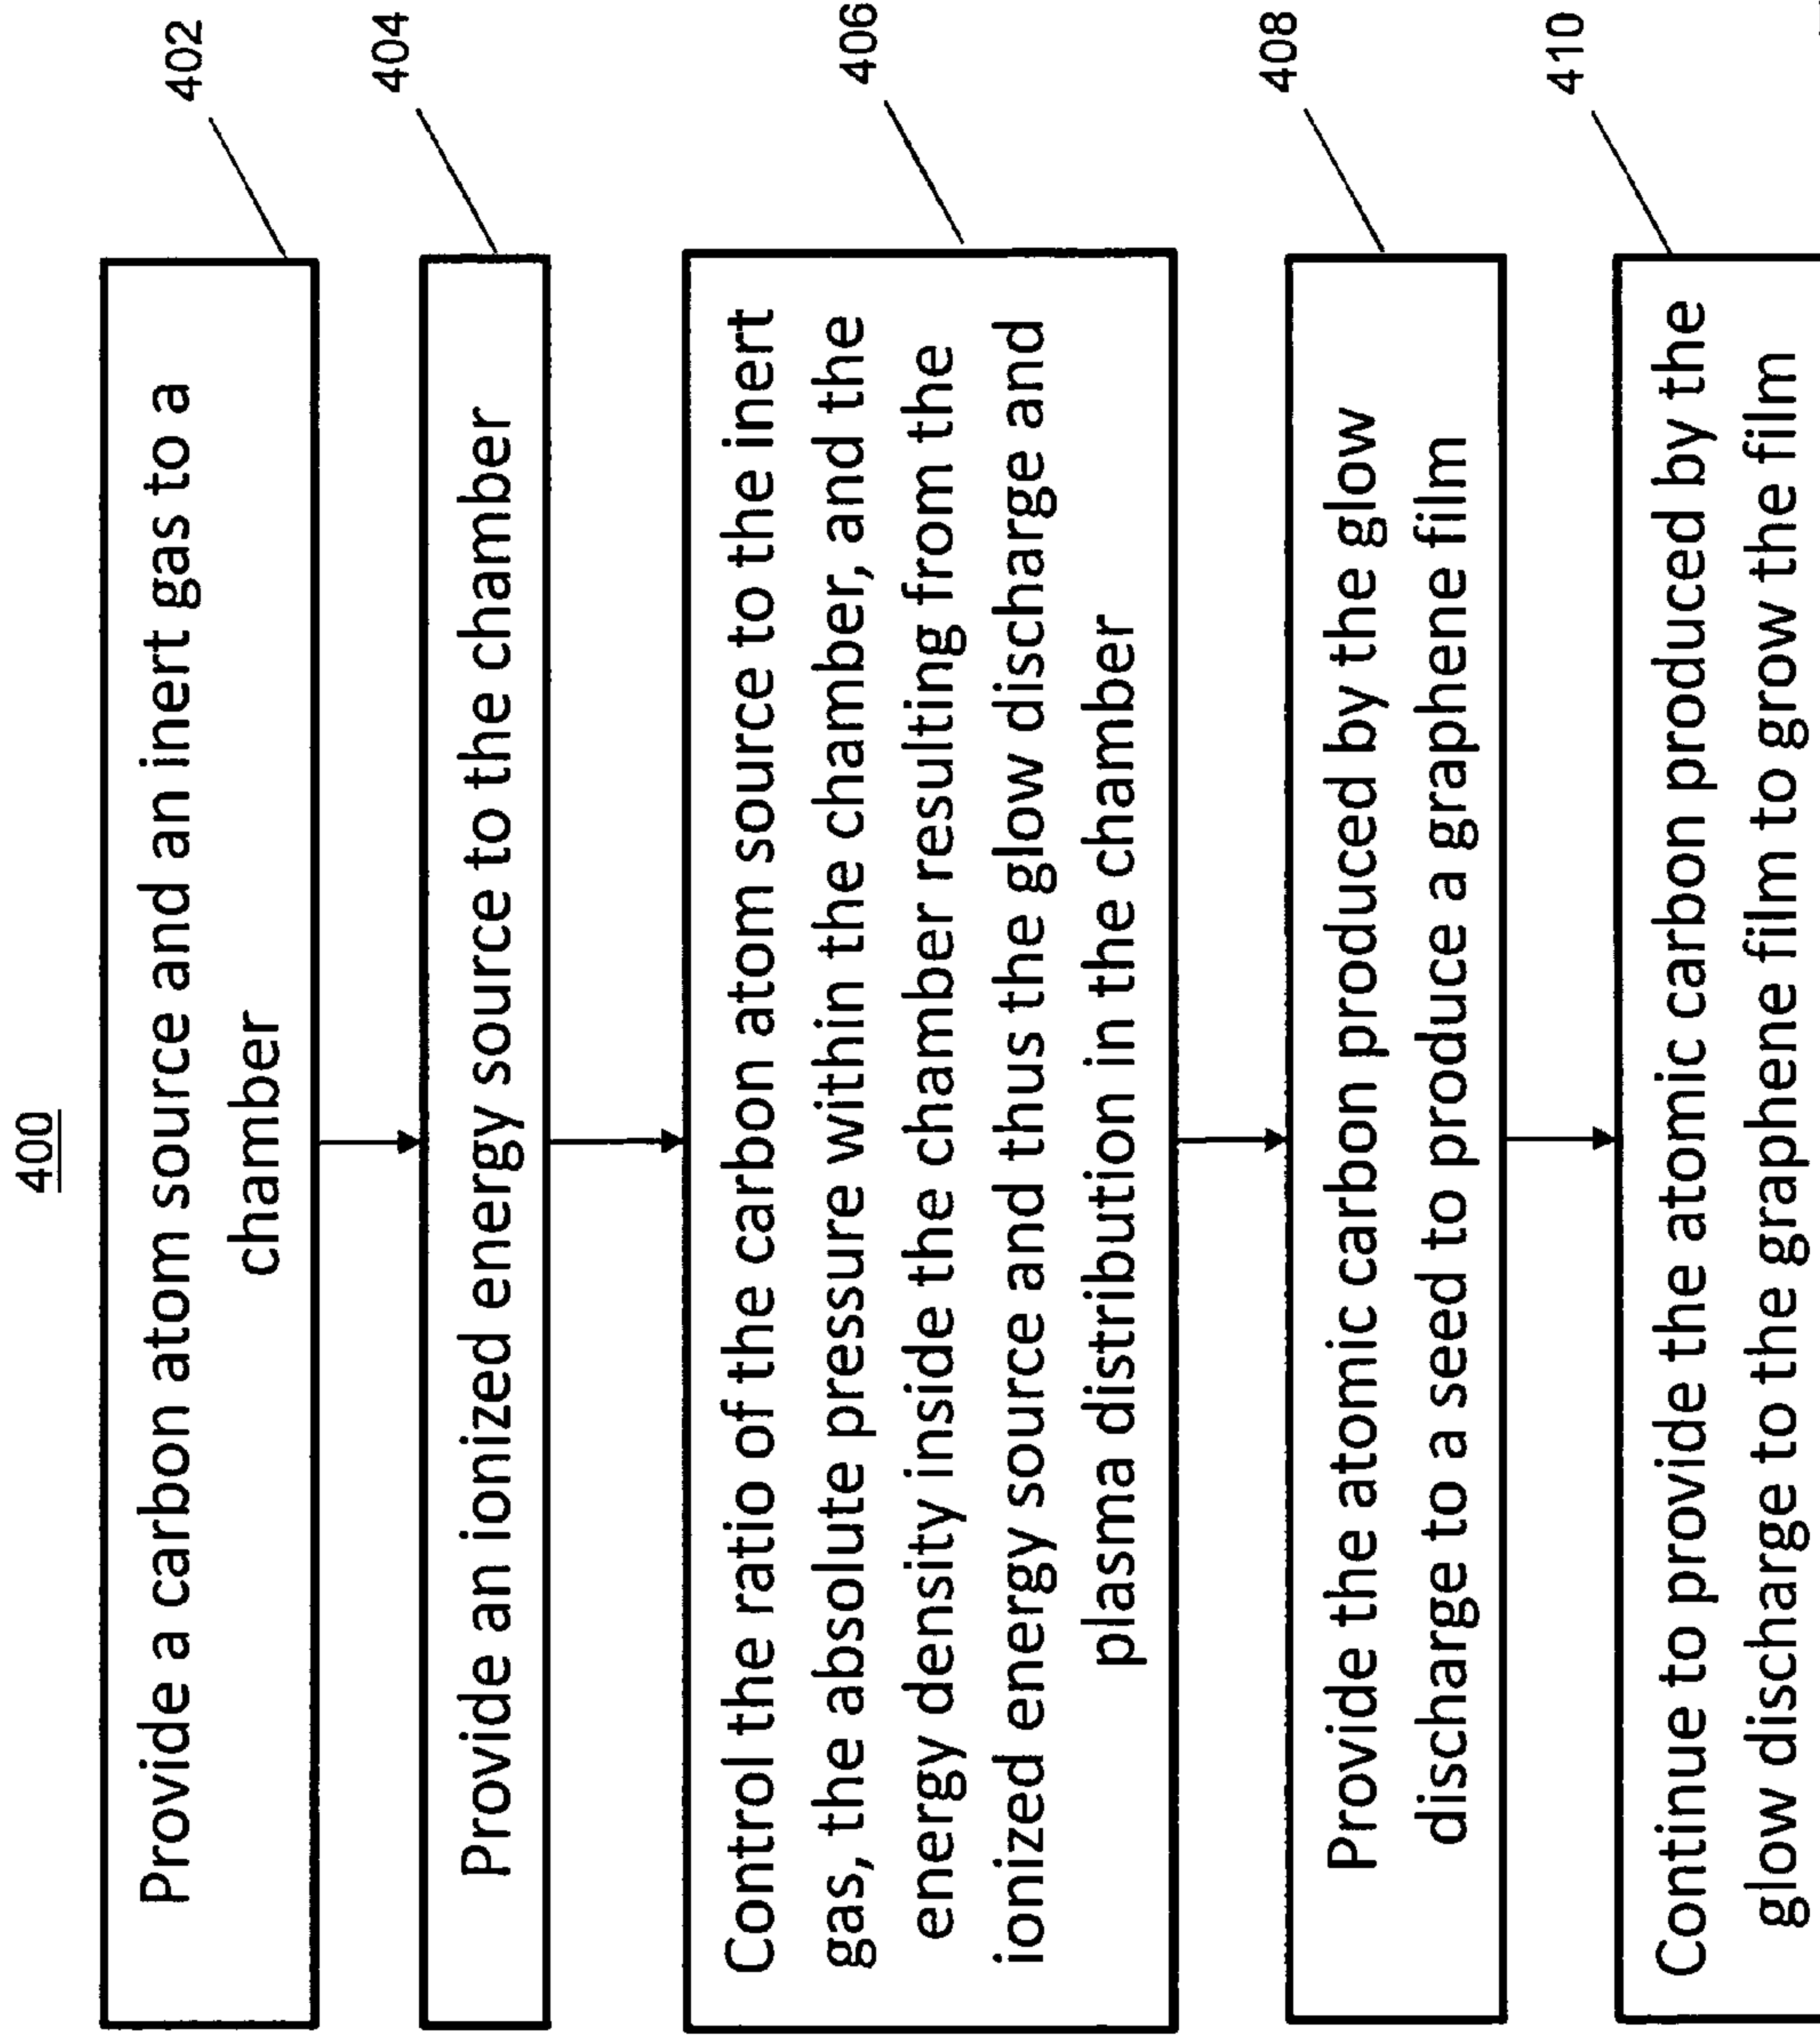 400
Provide a carbon atom source and an inert gas to a
chamber
402
Provide an ionized energy source to the chamber
404
Control the ratio of the carbon atom source to the inert
gas, the absolute pressure within the chamber, and the
energy density inside the chamber resulting from the
ionized energy source and thus the glow discharge and
plasma distribution in the chamber
406
Provide the atomic carbon produced by the glow
discharge to a seed to produce a graphene film
408
Continue to provide the atomic carbon produced by the
glow discharge to the graphene film to grow the film
410